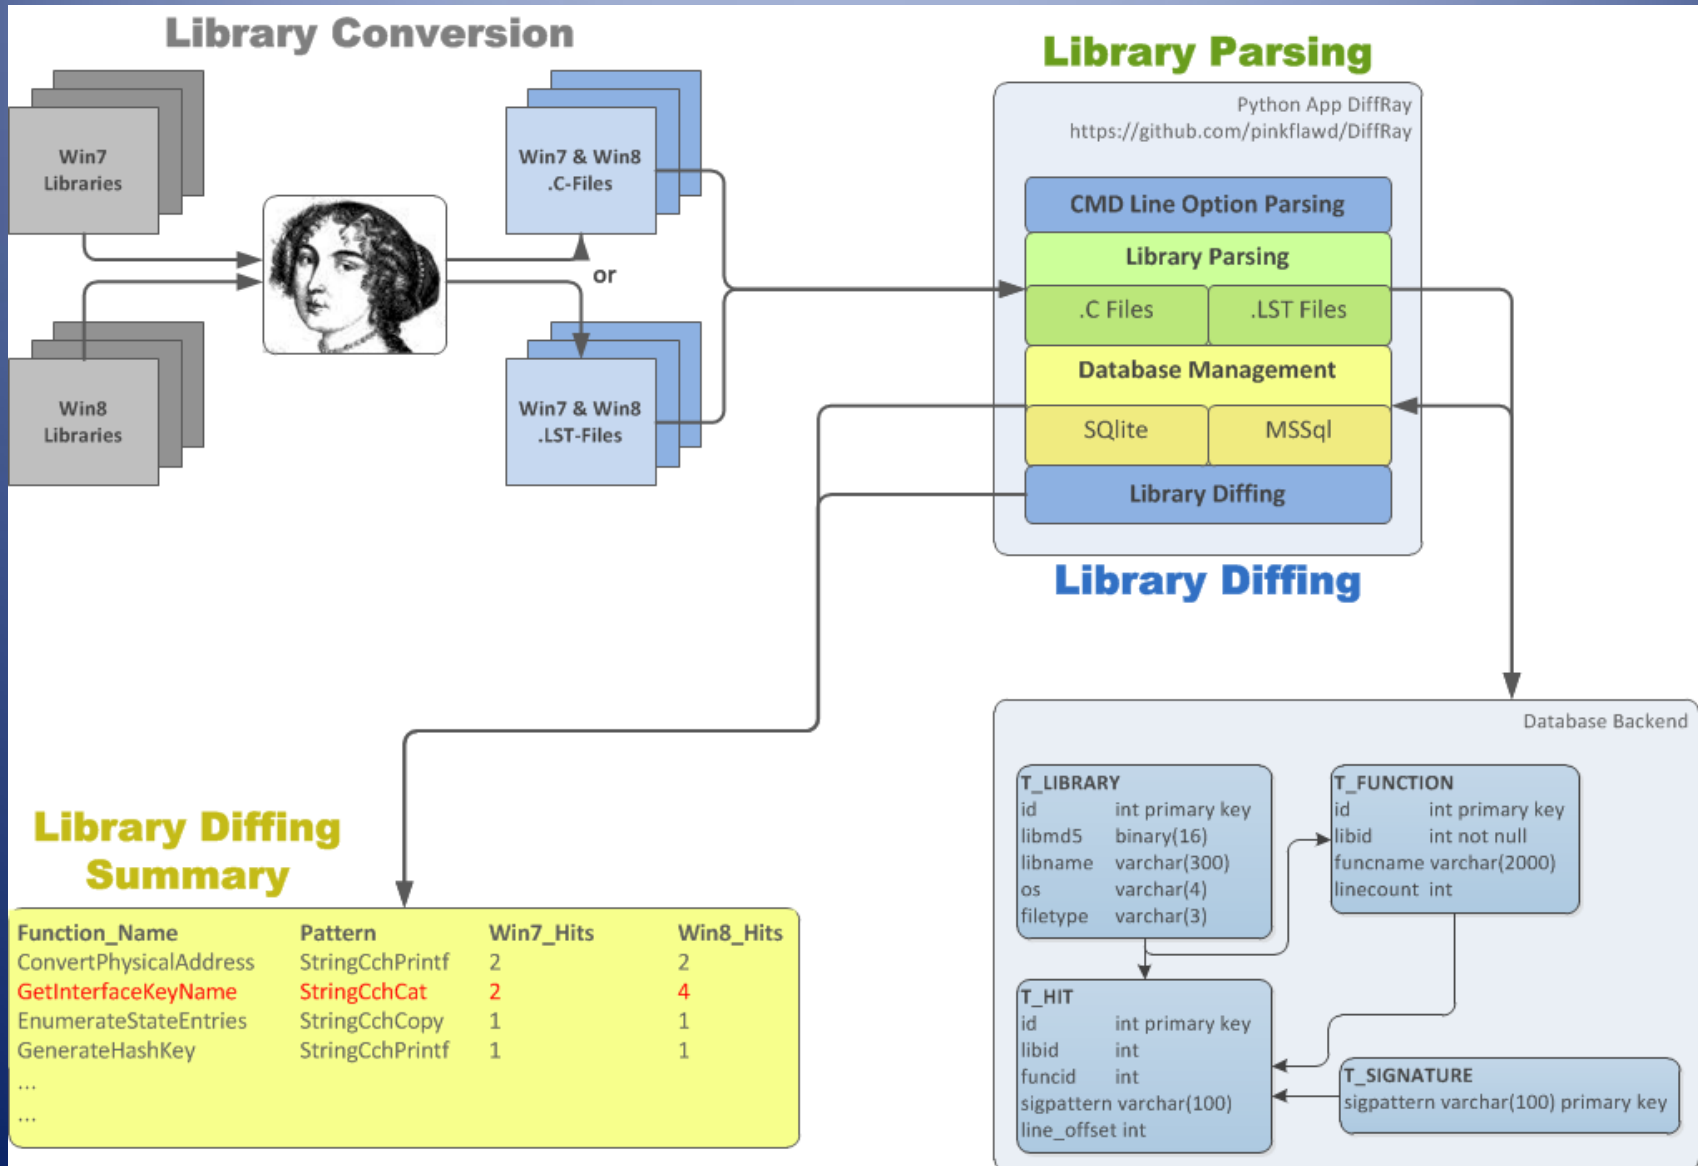 Library Conversion
Win7
Libraries
Win8
Libraries
Win7 & Win8
.C-Files
or
Win7 & Win8
.LST-Files
Library Parsing
Python App DiffRay
https://github.com/pinkflawd/DiffRay
CMD Line Option Parsing
Library Parsing
.C Files .LST Files
Database Management
SQlite MSSql
Library Diffing
Library Diffing
Library Diffing
Summary
Function_Name Pattern Win7_Hits Win8_Hits
ConvertPhysicalAddress StringCchPrintf 2 2
GetInterfaceKeyName StringCchCat 2 4
EnumerateStateEntries StringCchCopy 1 1
GenerateHashKey StringCchPrintf 1 1
...
...
Database Backend
T_LIBRARY
id int primary key
libmd5 binary(16)
libname varchar(300)
os varchar(4)
filetype varchar(3)
T_FUNCTION
id int primary key
libid int not null
funcname varchar(2000)
linecount int
T_HIT
id int primary key
libid int
funcid int
sigpattern varchar(100)
line_offset int
T_SIGNATURE
sigpattern varchar(100) primary key